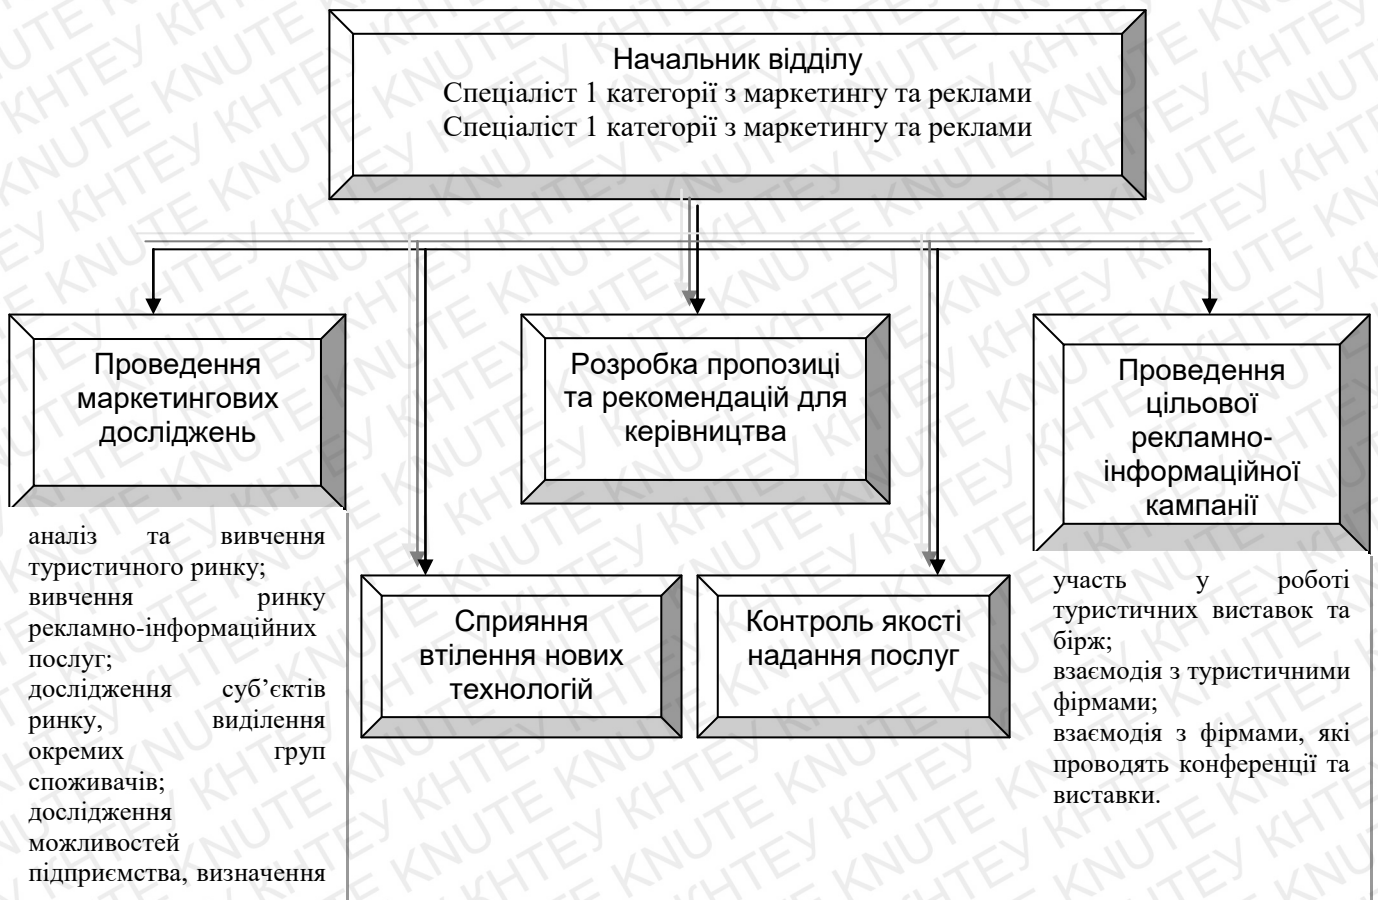 Начальник відділу
Спеціаліст 1 категорії з маркетингу та реклами
Спеціаліст 1 категорії з маркетингу та реклами
Проведення
маркетингових
досліджень
Розробка пропозиці
та рекомендацій для
керівництва
Проведення
цільової
рекламно-
інформаційної
кампанії
аналіз та вивчення
туристичного ринку;
вивчення ринку
рекламно-інформаційних
послуг;
дослідження суб’єктів
ринку, виділення
окремих груп
споживачів;
дослідження
можливостей
підприємства, визначення
Сприяння
втілення нових
технологій
Контроль якості
надання послуг
участь у роботі
туристичних виставок та
бірж;
взаємодія з туристичними
фірмами;
взаємодія з фірмами, які
проводять конференції та
виставки.